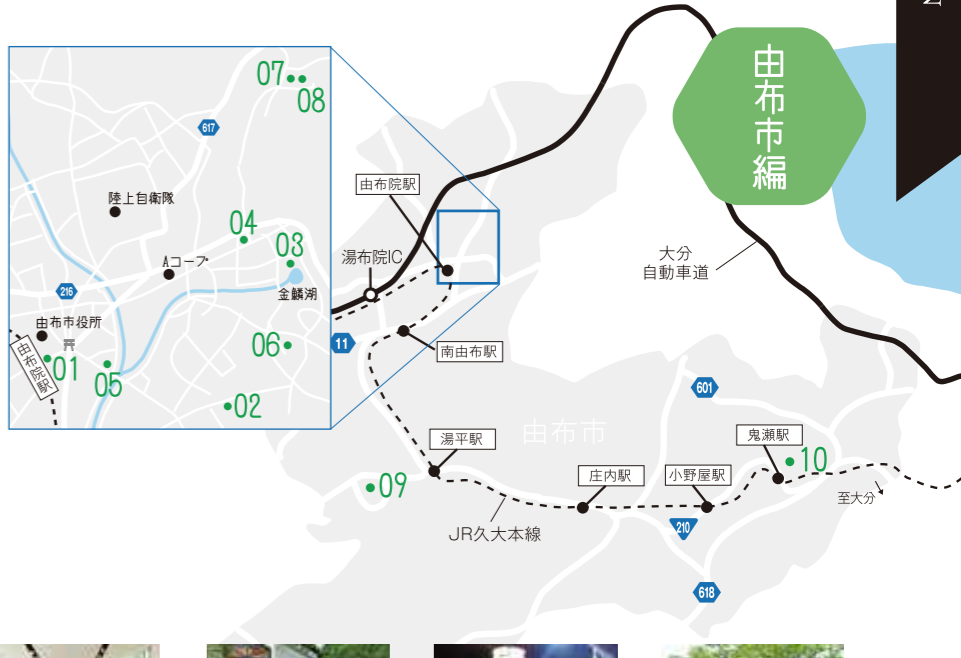 由布市編
07
08
617
陸上自衛隊
04
03
Aコープ
金鱗湖
216
由布市役所
由布院駅
01
05
06
02
由布院駅
湯布院IC
大分
自動車道
11
南由布駅
601
由布市
湯平駅
鬼瀬駅
10
09
庄内駅
小野屋駅
至大分
210
JR久大本線
618